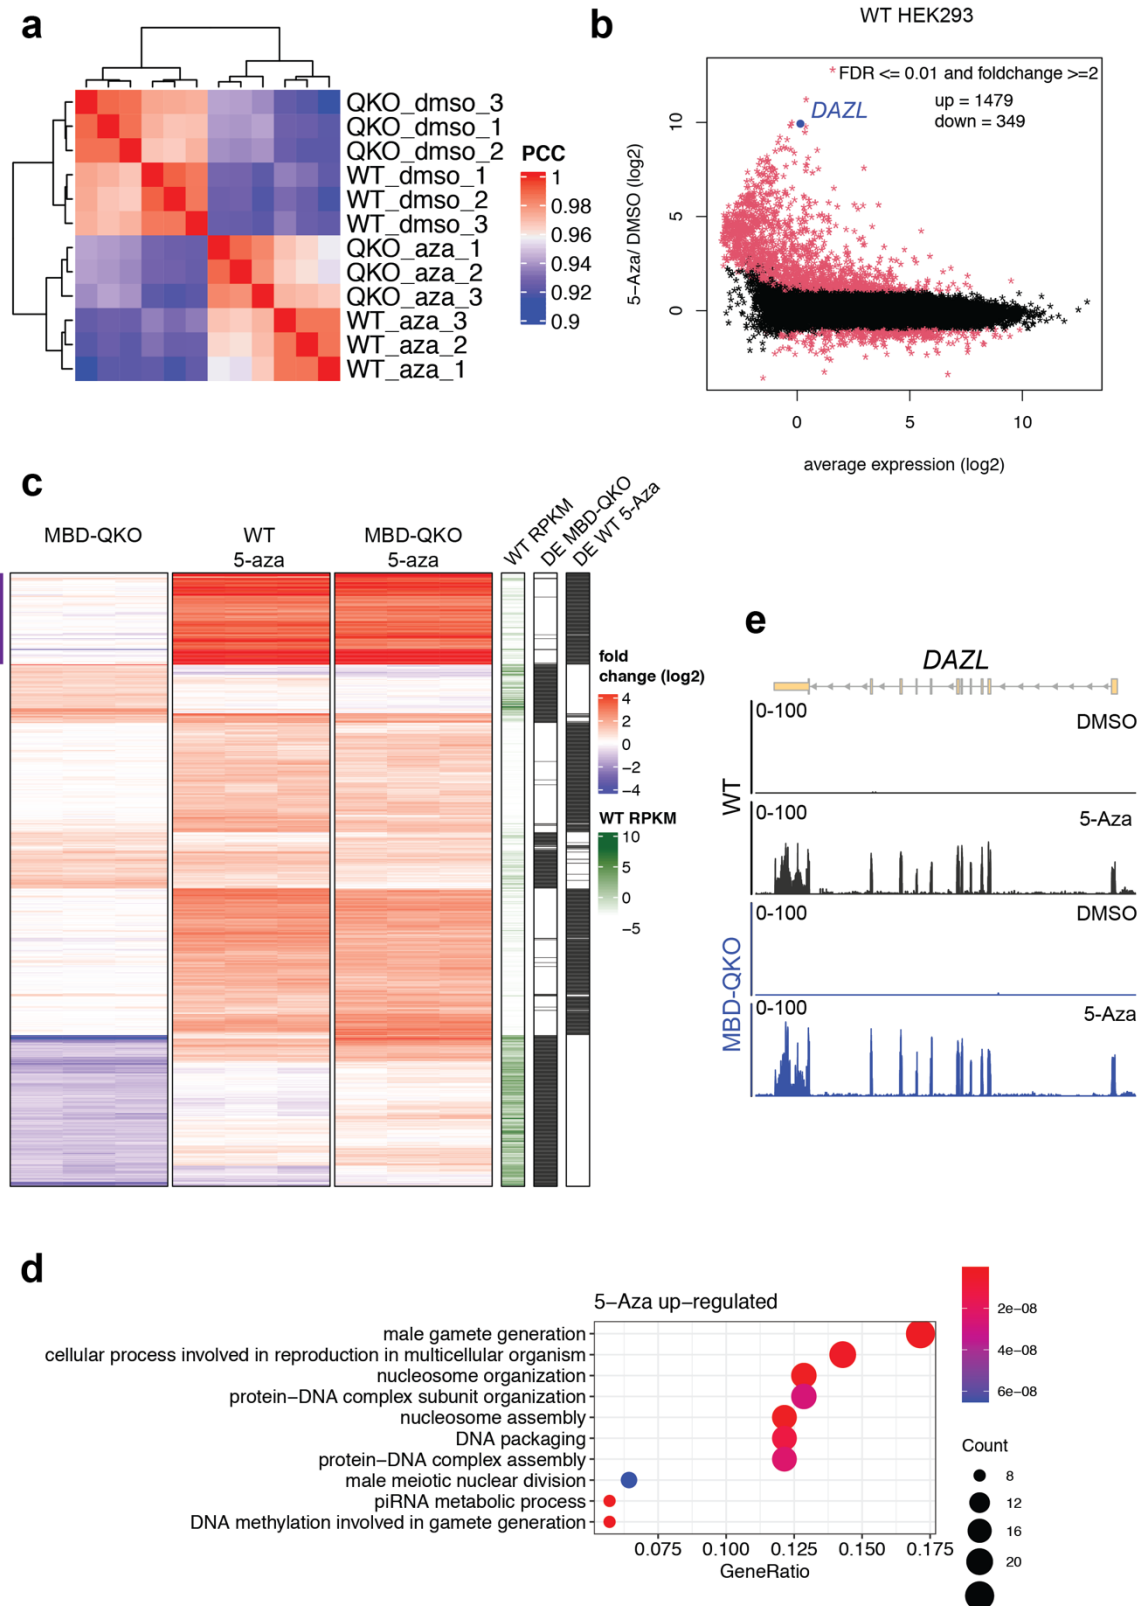 a
QKO_dmso_3
QKO_dmso_1
QKO_dmso_2
WT_dmso_1
WT_dmso_2
WT_dmso_3
QKO_aza_1
QKO_aza_2
QKO_aza_3
WT_aza_3
WT_aza_2
WT_aza_1
PCC
1
0.98
0.96
0.94
0.92
0.9
b
WT HEK293
* FDR <= 0.01 and foldchange >=2
up = 1479
down = 349
DAZL
5-Aza/ DMSO (log2)
10
5
0
0
5
10
average expression (log2)
c
MBD-QKO
WT
5-aza
MBD-QKO
5-aza
WT RPKM
DE MBD-QKO
DE WT 5-Aza
fold
change (log2)
4
2
0
−2
−4
WT RPKM
10
5
0
−5
e
DAZL
WT
0-100
DMSO
0-100
5-Aza
MBD-QKO
0-100
DMSO
0-100
5-Aza
d
5−Aza up−regulated
male gamete generation
cellular process involved in reproduction in multicellular organism
nucleosome organization
protein−DNA complex subunit organization
nucleosome assembly
DNA packaging
protein−DNA complex assembly
male meiotic nuclear division
piRNA metabolic process
DNA methylation involved in gamete generation
0.075 0.100 0.125 0.150 0.175
GeneRatio
2e−08
4e−08
6e−08
Count
8
12
16
20